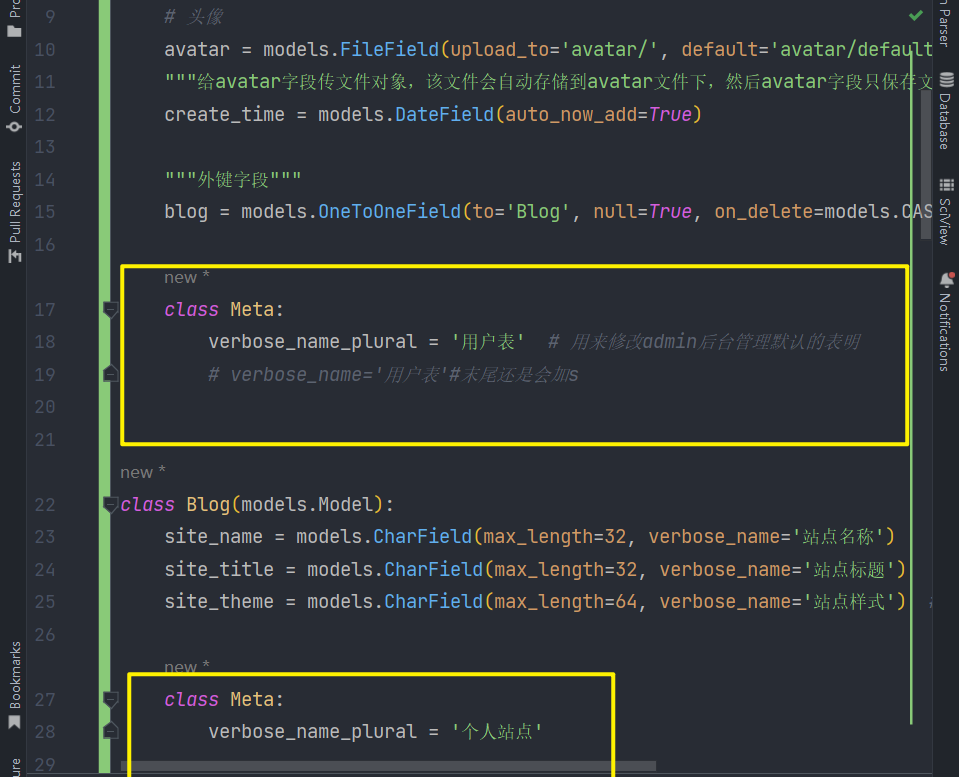 9 # 头像
10 avatar = models.FileField(upload_to='avatar/', default='avatar/default
11 """给avatar字段传文件对象，该文件会自动存储到avatar文件下，然后avatar字段只保存文
12 create_time = models.DateField(auto_now_add=True)
13
14 """外键字段"""
15 blog = models.OneToOneField(to='Blog', null=True, on_delete=models.CAS
16
new *
17 class Meta:
18 verbose_name_plural = '用户表' # 用来修改admin后台管理默认的表明
19 # verbose_name='用户表'#末尾还是会加s
20
21
new *
22 class Blog(models.Model):
23 site_name = models.CharField(max_length=32, verbose_name='站点名称')
24 site_title = models.CharField(max_length=32, verbose_name='站点标题')
25 site_theme = models.CharField(max_length=64, verbose_name='站点样式')
26
new *
27 class Meta:
28 verbose_name_plural = '个人站点'
29
Commit
Pull Requests
Bookmarks
Parser
Database
SciView
Notifications